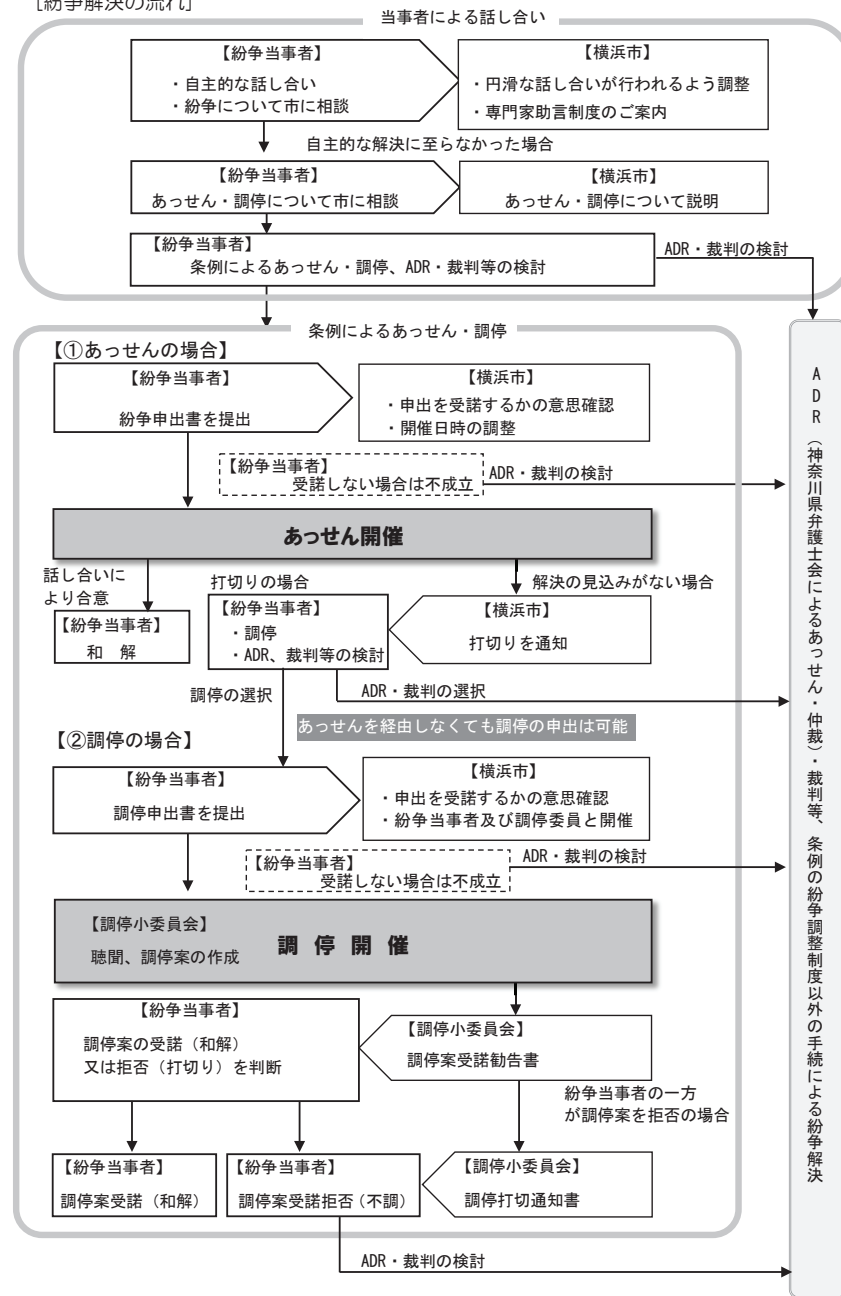 [紛争解決の流れ]
当事者による話し合い
【紛争当事者】
・自主的な話し合い
・紛争について市に相談
【横浜市】
・円滑な話し合いが行われるよう調整
・専門家助言制度のご案内
自主的な解決に至らなかった場合
【紛争当事者】
あっせん・調停について市に相談
【横浜市】
あっせん・調停について説明
【紛争当事者】
条例によるあっせん・調停、ADR・裁判等の検討
ADR・裁判の検討
条例によるあっせん・調停
【①あっせんの場合】
【紛争当事者】
紛争申出書を提出
【横浜市】
・申出を受諾するかの意思確認
・開催日時の調整
【紛争当事者】
受諾しない場合は不成立
ADR・裁判の検討
あっせん開催
話し合いに
より合意
【紛争当事者】
和　解
打切りの場合
【紛争当事者】
・調停
・ADR、裁判等の検討
解決の見込みがない場合
【横浜市】
打切りを通知
調停の選択
ADR・裁判の選択
あっせんを経由しなくても調停の申出は可能
【②調停の場合】
【紛争当事者】
調停申出書を提出
【横浜市】
・申出を受諾するかの意思確認
・紛争当事者及び調停委員と開催
【紛争当事者】
受諾しない場合は不成立
ADR・裁判の検討
【調停小委員会】
聴聞、調停案の作成
調 停 開 催
【紛争当事者】
調停案の受諾（和解）
又は拒否（打切り）を判断
【調停小委員会】
調停案受諾勧告書
紛争当事者の一方
が調停案を拒否の場合
【紛争当事者】
調停案受諾（和解）
【紛争当事者】
調停案受諾拒否（不調）
【調停小委員会】
調停打切通知書
ADR・裁判の検討
ADR（神奈川県弁護士会によるあっせん・仲裁）・裁判等、条例の紛争調整制度以外の手続による紛争解決